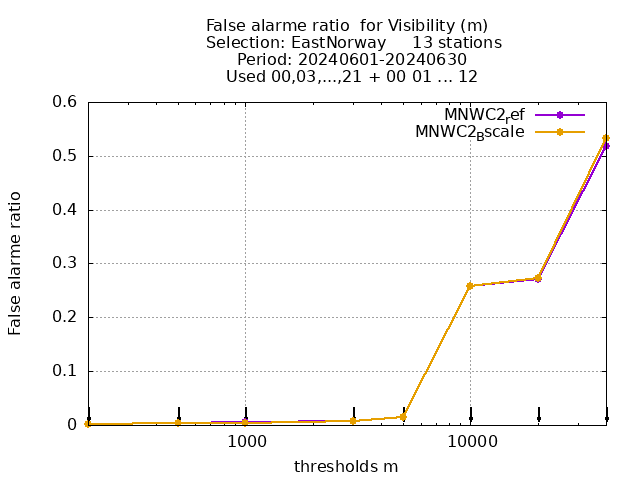 False alarme ratio  for Visibility (m)
Selection: EastNorway     13 stations
Period: 20240601-20240630
Used 00,03,...,21 + 00 01 ... 12
MNWC2ref
MNWC2Bscale
0.6
0.5
0.4
0.3
0.2
0.1
0
False alarme ratio
1000
10000
thresholds m